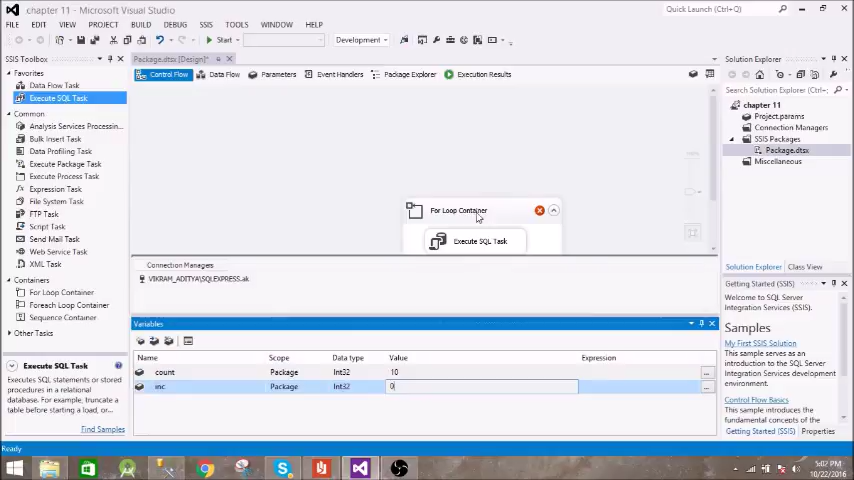 chapter 11 - Microsoft Visual Studio
Quick Launch (Ctrl+Q)
FILE EDIT VIEW PROJECT BUILD DEBUG SSIS TOOLS WINDOW HELP
Start
Development
SSIS Toolbox
Favorites
Data Flow Task
Execute SQL Task
Common
Analysis Services Processin...
Bulk Insert Task
Data Profiling Task
Execute Package Task
Execute Process Task
Expression Task
File System Task
FTP Task
Script Task
Send Mail Task
Web Service Task
XML Task
Containers
For Loop Container
Foreach Loop Container
Sequence Container
Other Tasks
Execute SQL Task
Executes SQL statements or stored procedures in a relational database. For example, truncate a table before starting a load, or...
Find Samples
Package.dtsx [Design]*
Control Flow
Data Flow
Parameters
Event Handlers
Package Explorer
Execution Results
For Loop Container
Execute SQL Task
Connection Managers
VIKRAM_ADITYA\SQLEXPRESS.ak
Variables
Name Scope Data type Value Expression
count Package Int32 10 ...
inc Package Int32 0 ...
Solution Explorer
Search Solution Explorer
chapter 11
Project.params
Connection Managers
SSIS Packages
Package.dtsx
Miscellaneous
Solution Explorer
Class View
Getting Started (SSIS)
Welcome to SQL Server
Integration Services
Samples
My First SSIS Solution
This sample serves as an
introduction to SQL Server
Integration Services
development.
Control Flow Basics
This sample introduces the
Getting Started (SSIS)
Properties
Ready
5:02 PM
10/22/2016